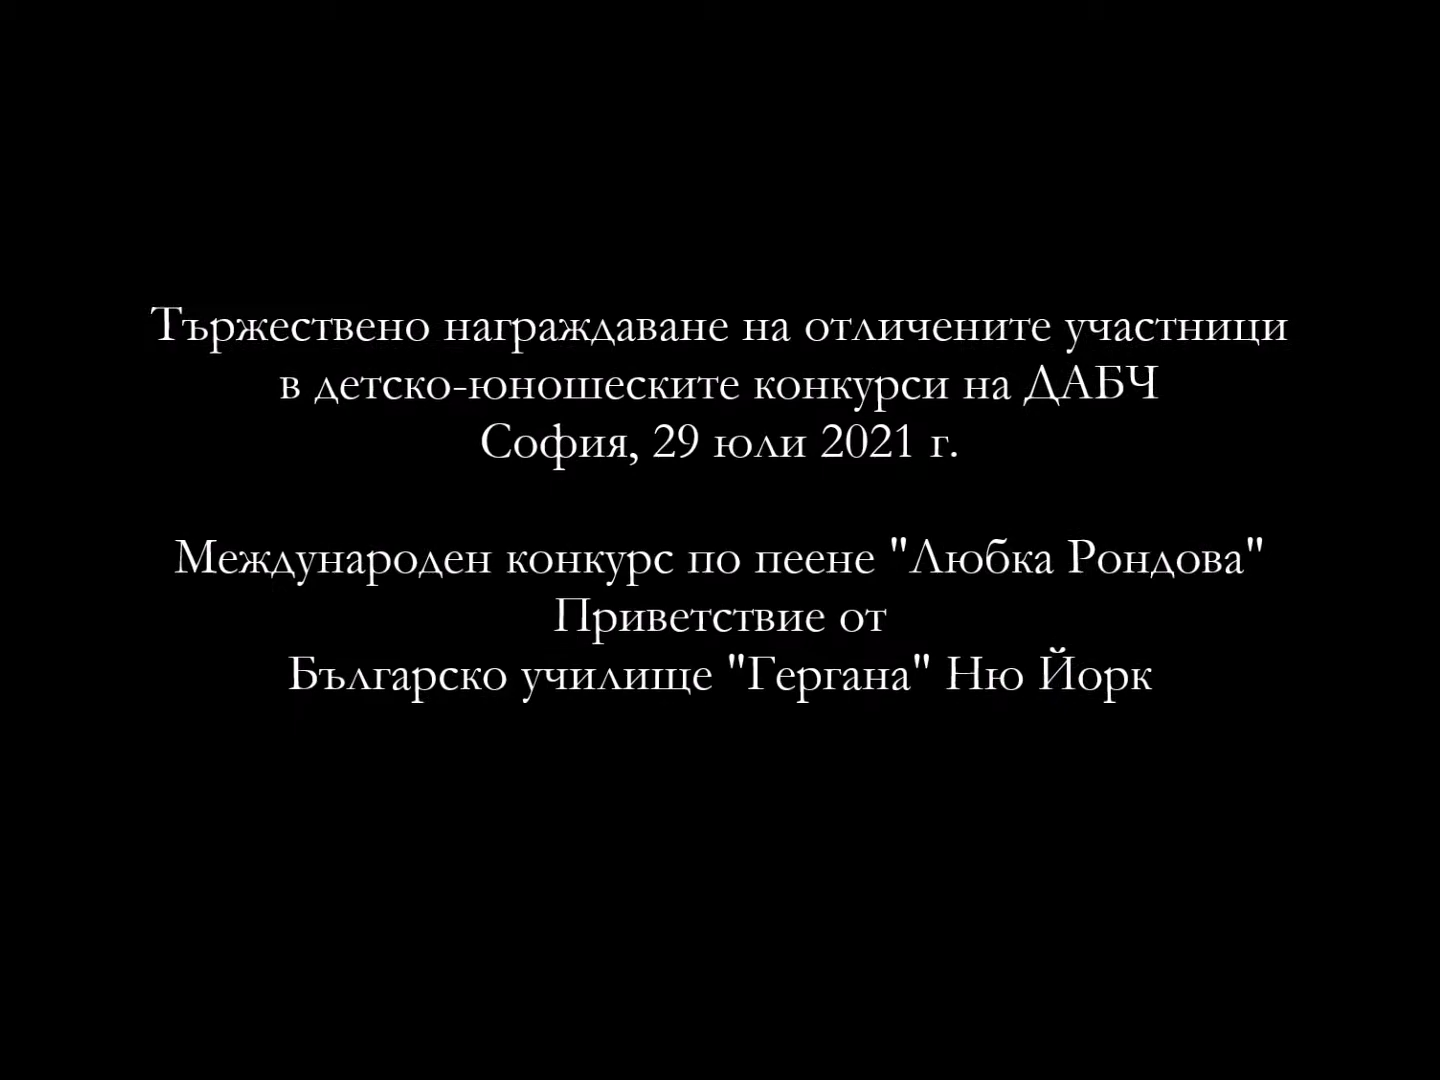 Тържествено награждаване на отличените участници
в детско-юношеските конкурси на ДАБЧ
София, 29 юли 2021 г.
Международен конкурс по пеене "Любка Рондова"
Приветствие от
Българско училище "Гергана" Ню Йорк